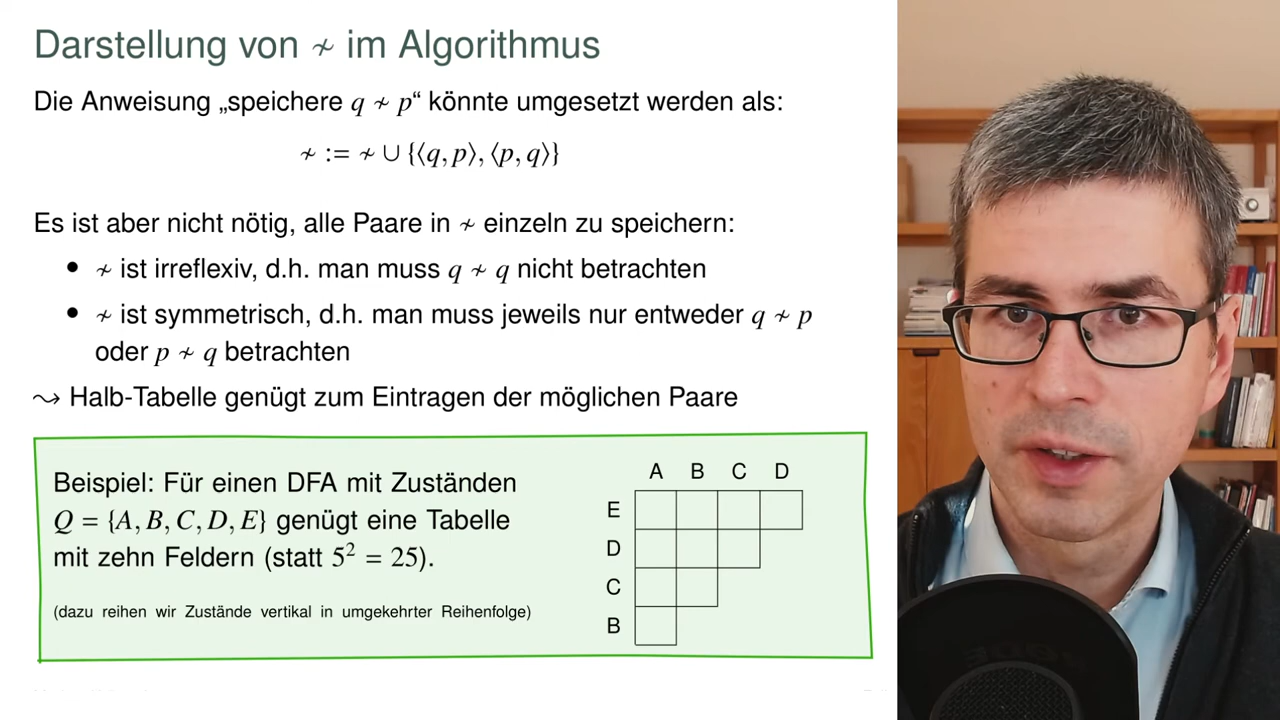 Darstellung von ≁ im Algorithmus
Die Anweisung „speichere q ≁ p“ könnte umgesetzt werden als:
≁ := ≁ ∪ {⟨q, p⟩, ⟨p, q⟩}
Es ist aber nicht nötig, alle Paare in ≁ einzeln zu speichern:
• ≁ ist irreflexiv, d.h. man muss q ≁ q nicht betrachten
• ≁ ist symmetrisch, d.h. man muss jeweils nur entweder q ≁ p
oder p ≁ q betrachten
⇝ Halb-Tabelle genügt zum Eintragen der möglichen Paare
Beispiel: Für einen DFA mit Zuständen
Q = {A, B, C, D, E} genügt eine Tabelle
mit zehn Feldern (statt 5² = 25).
(dazu reihen wir Zustände vertikal in umgekehrter Reihenfolge)
A B C D
E
D
C
B